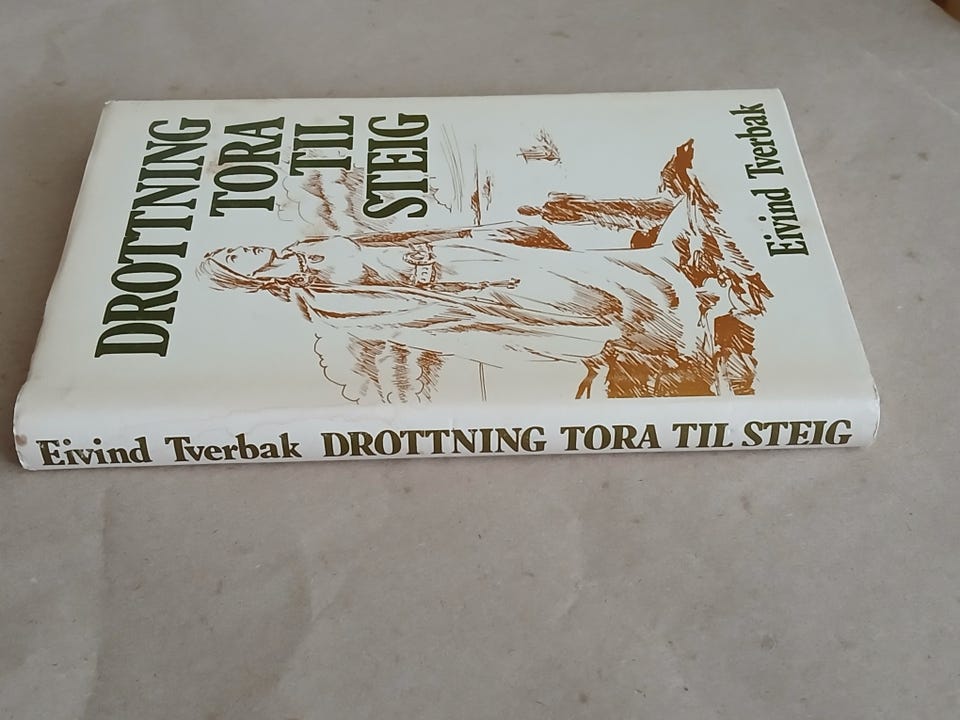 DROTTNING
TORA
TIL
STEIG
Eivind Tverbak
Eivind Tverbak DROTTNING TORA TIL STEIG